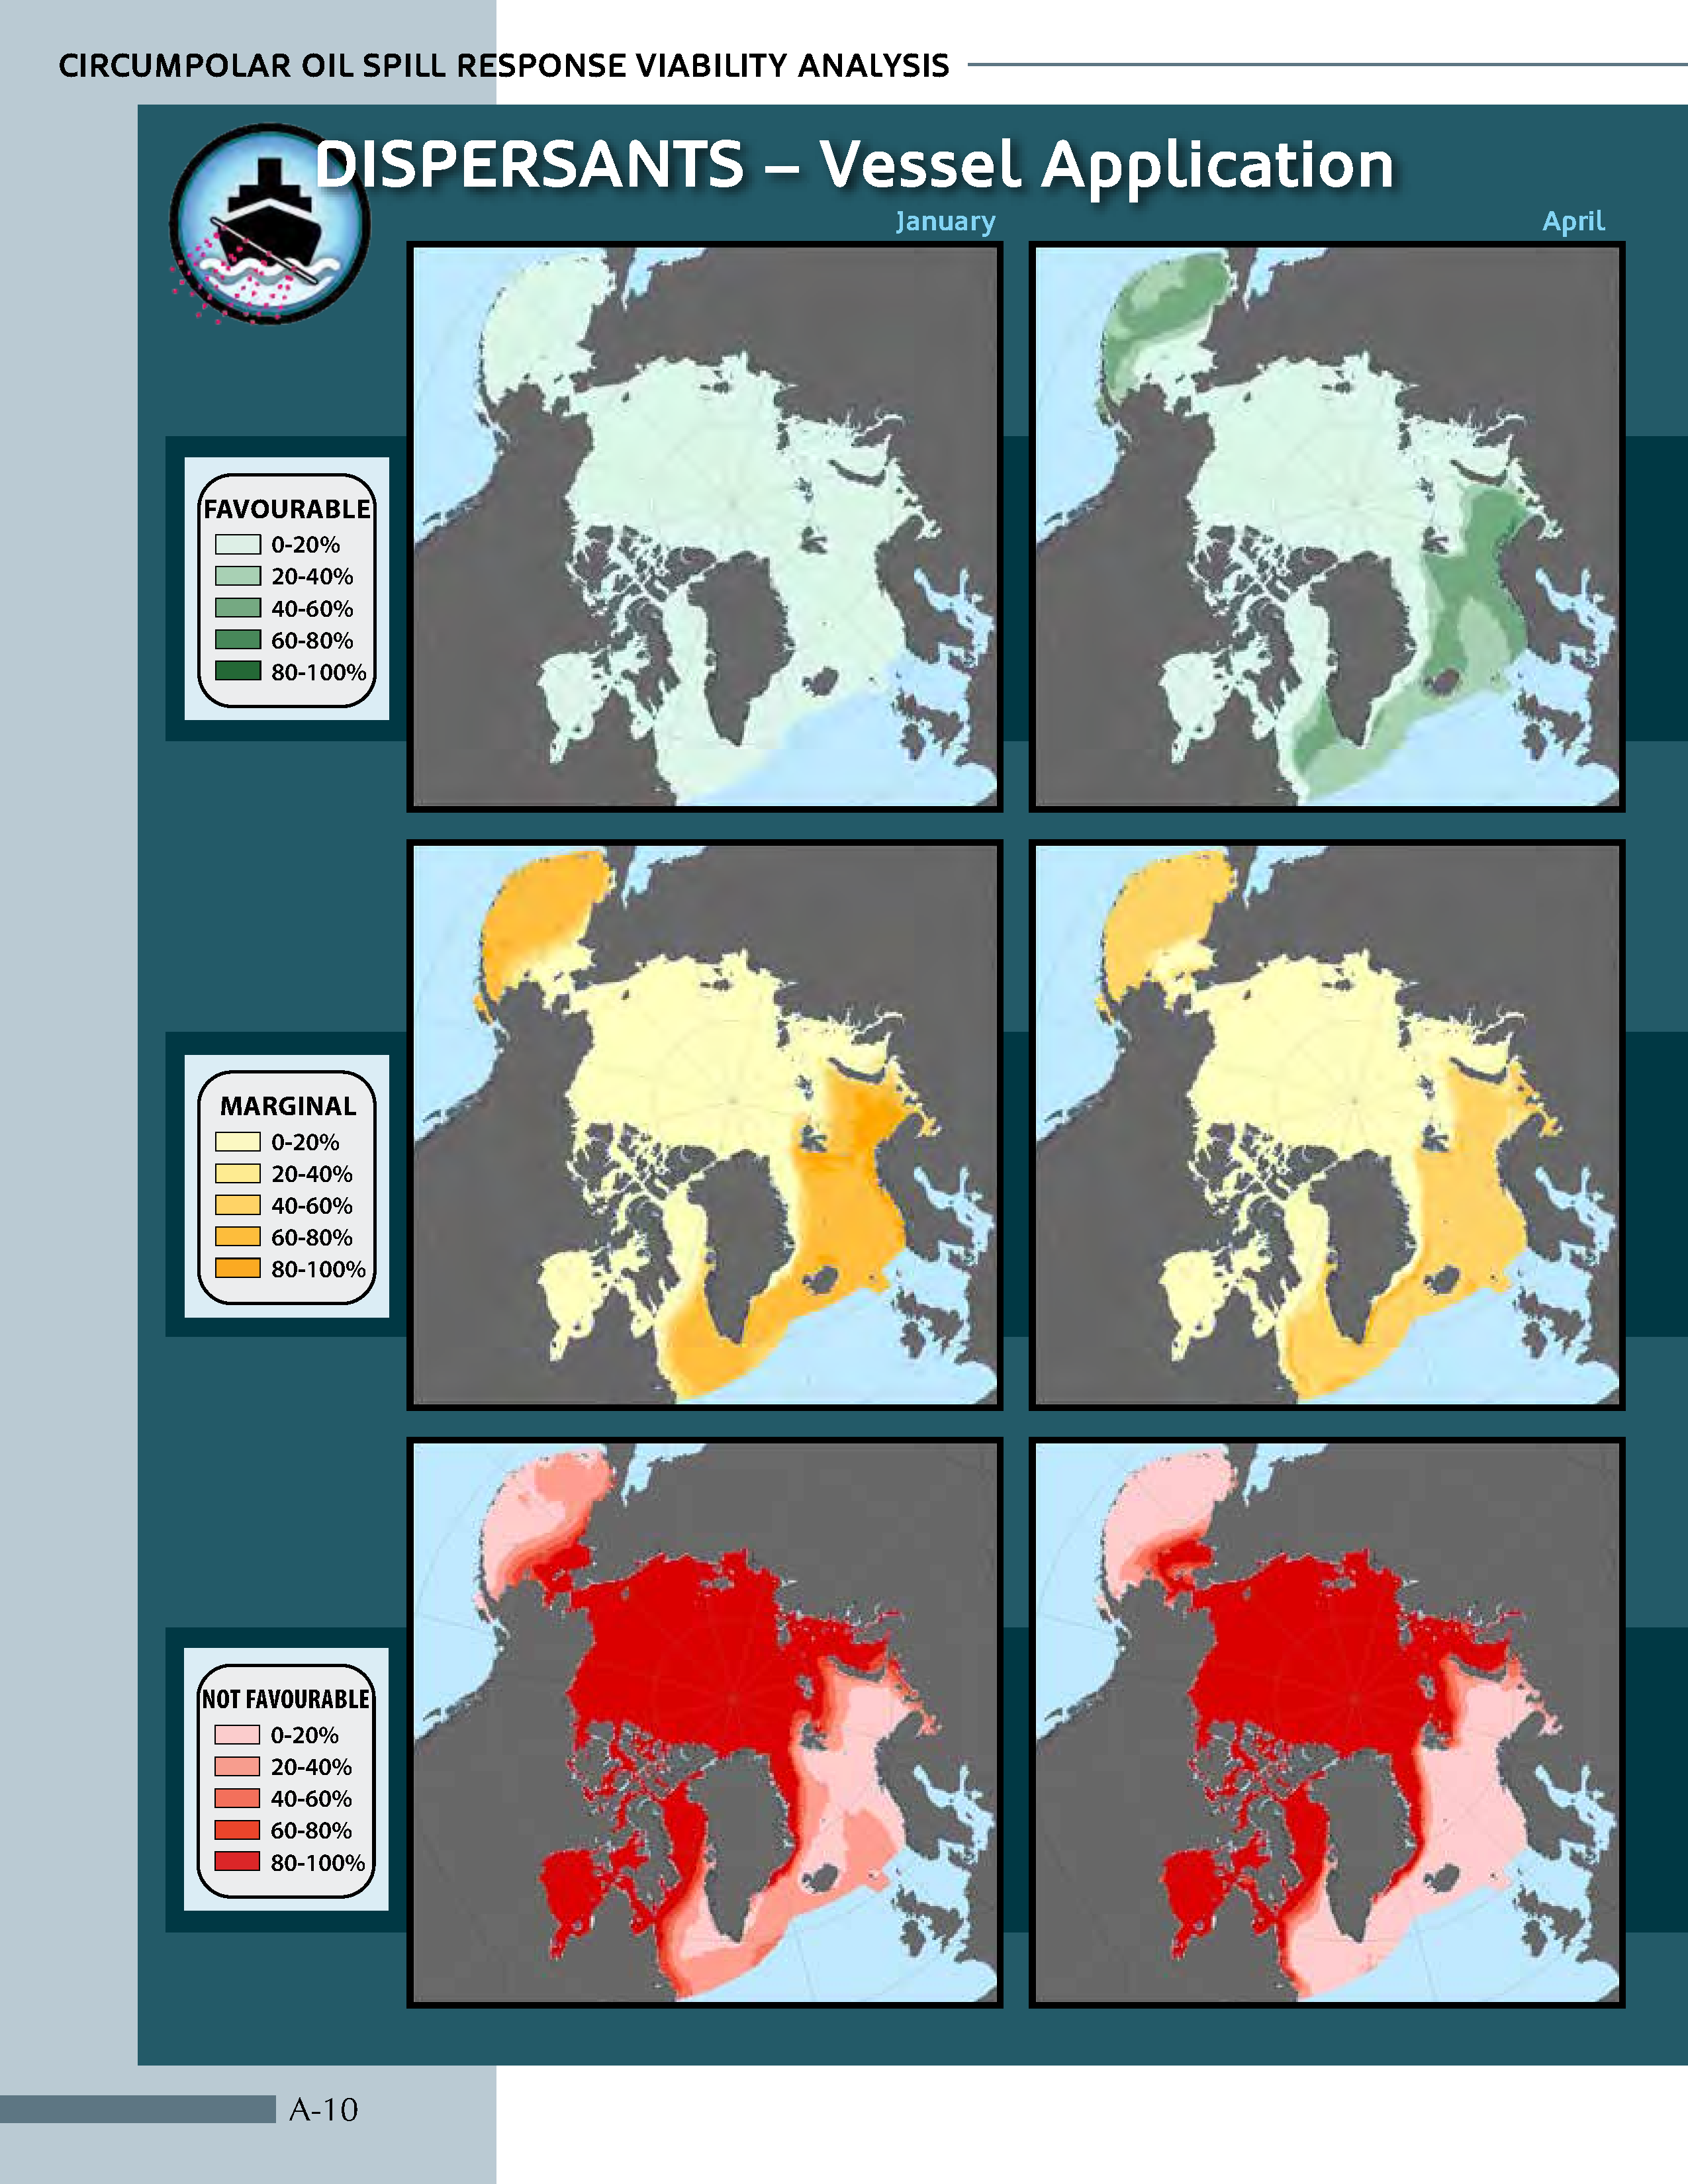 CIRCUMPOLAR OIL SPILL RESPONSE VIABILITY ANALYSIS
DISPERSANTS – Vessel Application
January
April
FAVOURABLE
0-20%
20-40%
40-60%
60-80%
80-100%
MARGINAL
0-20%
20-40%
40-60%
60-80%
80-100%
NOT FAVOURABLE
0-20%
20-40%
40-60%
60-80%
80-100%
A-10